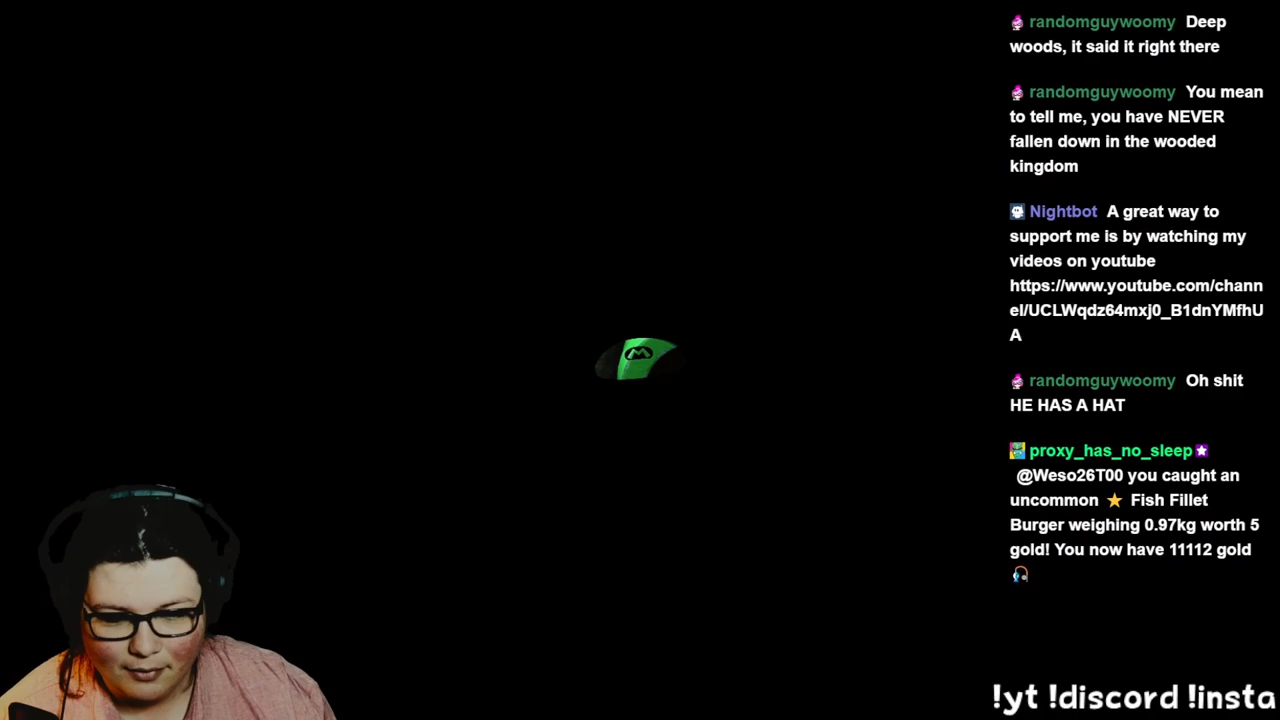 randomguywoomy Deep
woods, it said it right there
randomguywoomy You mean
to tell me, you have NEVER
fallen down in the wooded
kingdom
Nightbot A great way to
support me is by watching my
videos on youtube
https://www.youtube.com/chann
el/UCLWqdz64mxj0_B1dnYMfhU
A
randomguywoomy Oh shit
HE HAS A HAT
proxy_has_no_sleep
@Weso26T00 you caught an
uncommon ⭐ Fish Fillet
Burger weighing 0.97kg worth 5
gold! You now have 11112 gold
M
!yt !discord !insta